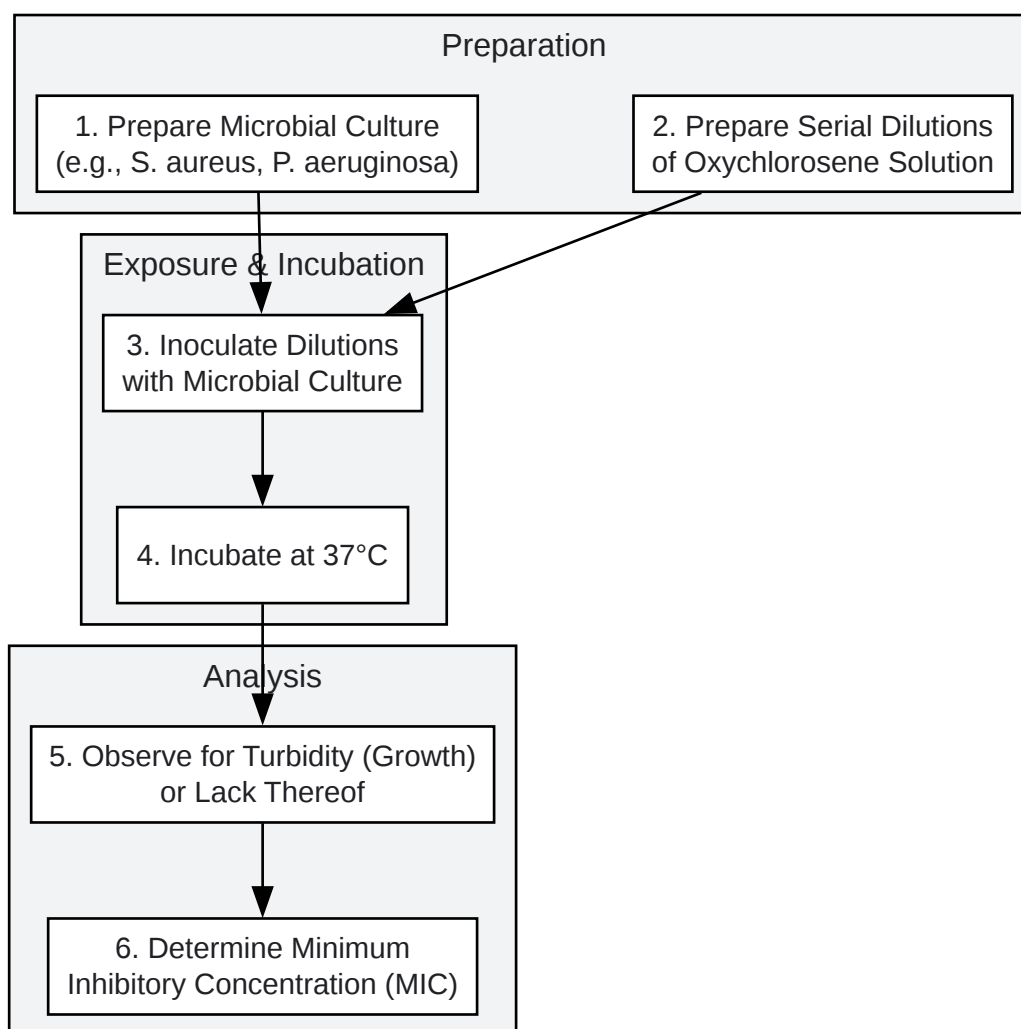 Preparation
1. Prepare Microbial Culture
(e.g., S. aureus, P. aeruginosa)
2. Prepare Serial Dilutions
of Oxychlorosene Solution
Exposure & Incubation
3. Inoculate Dilutions
with Microbial Culture
4. Incubate at 37°C
Analysis
5. Observe for Turbidity (Growth)
or Lack Thereof
6. Determine Minimum
Inhibitory Concentration (MIC)